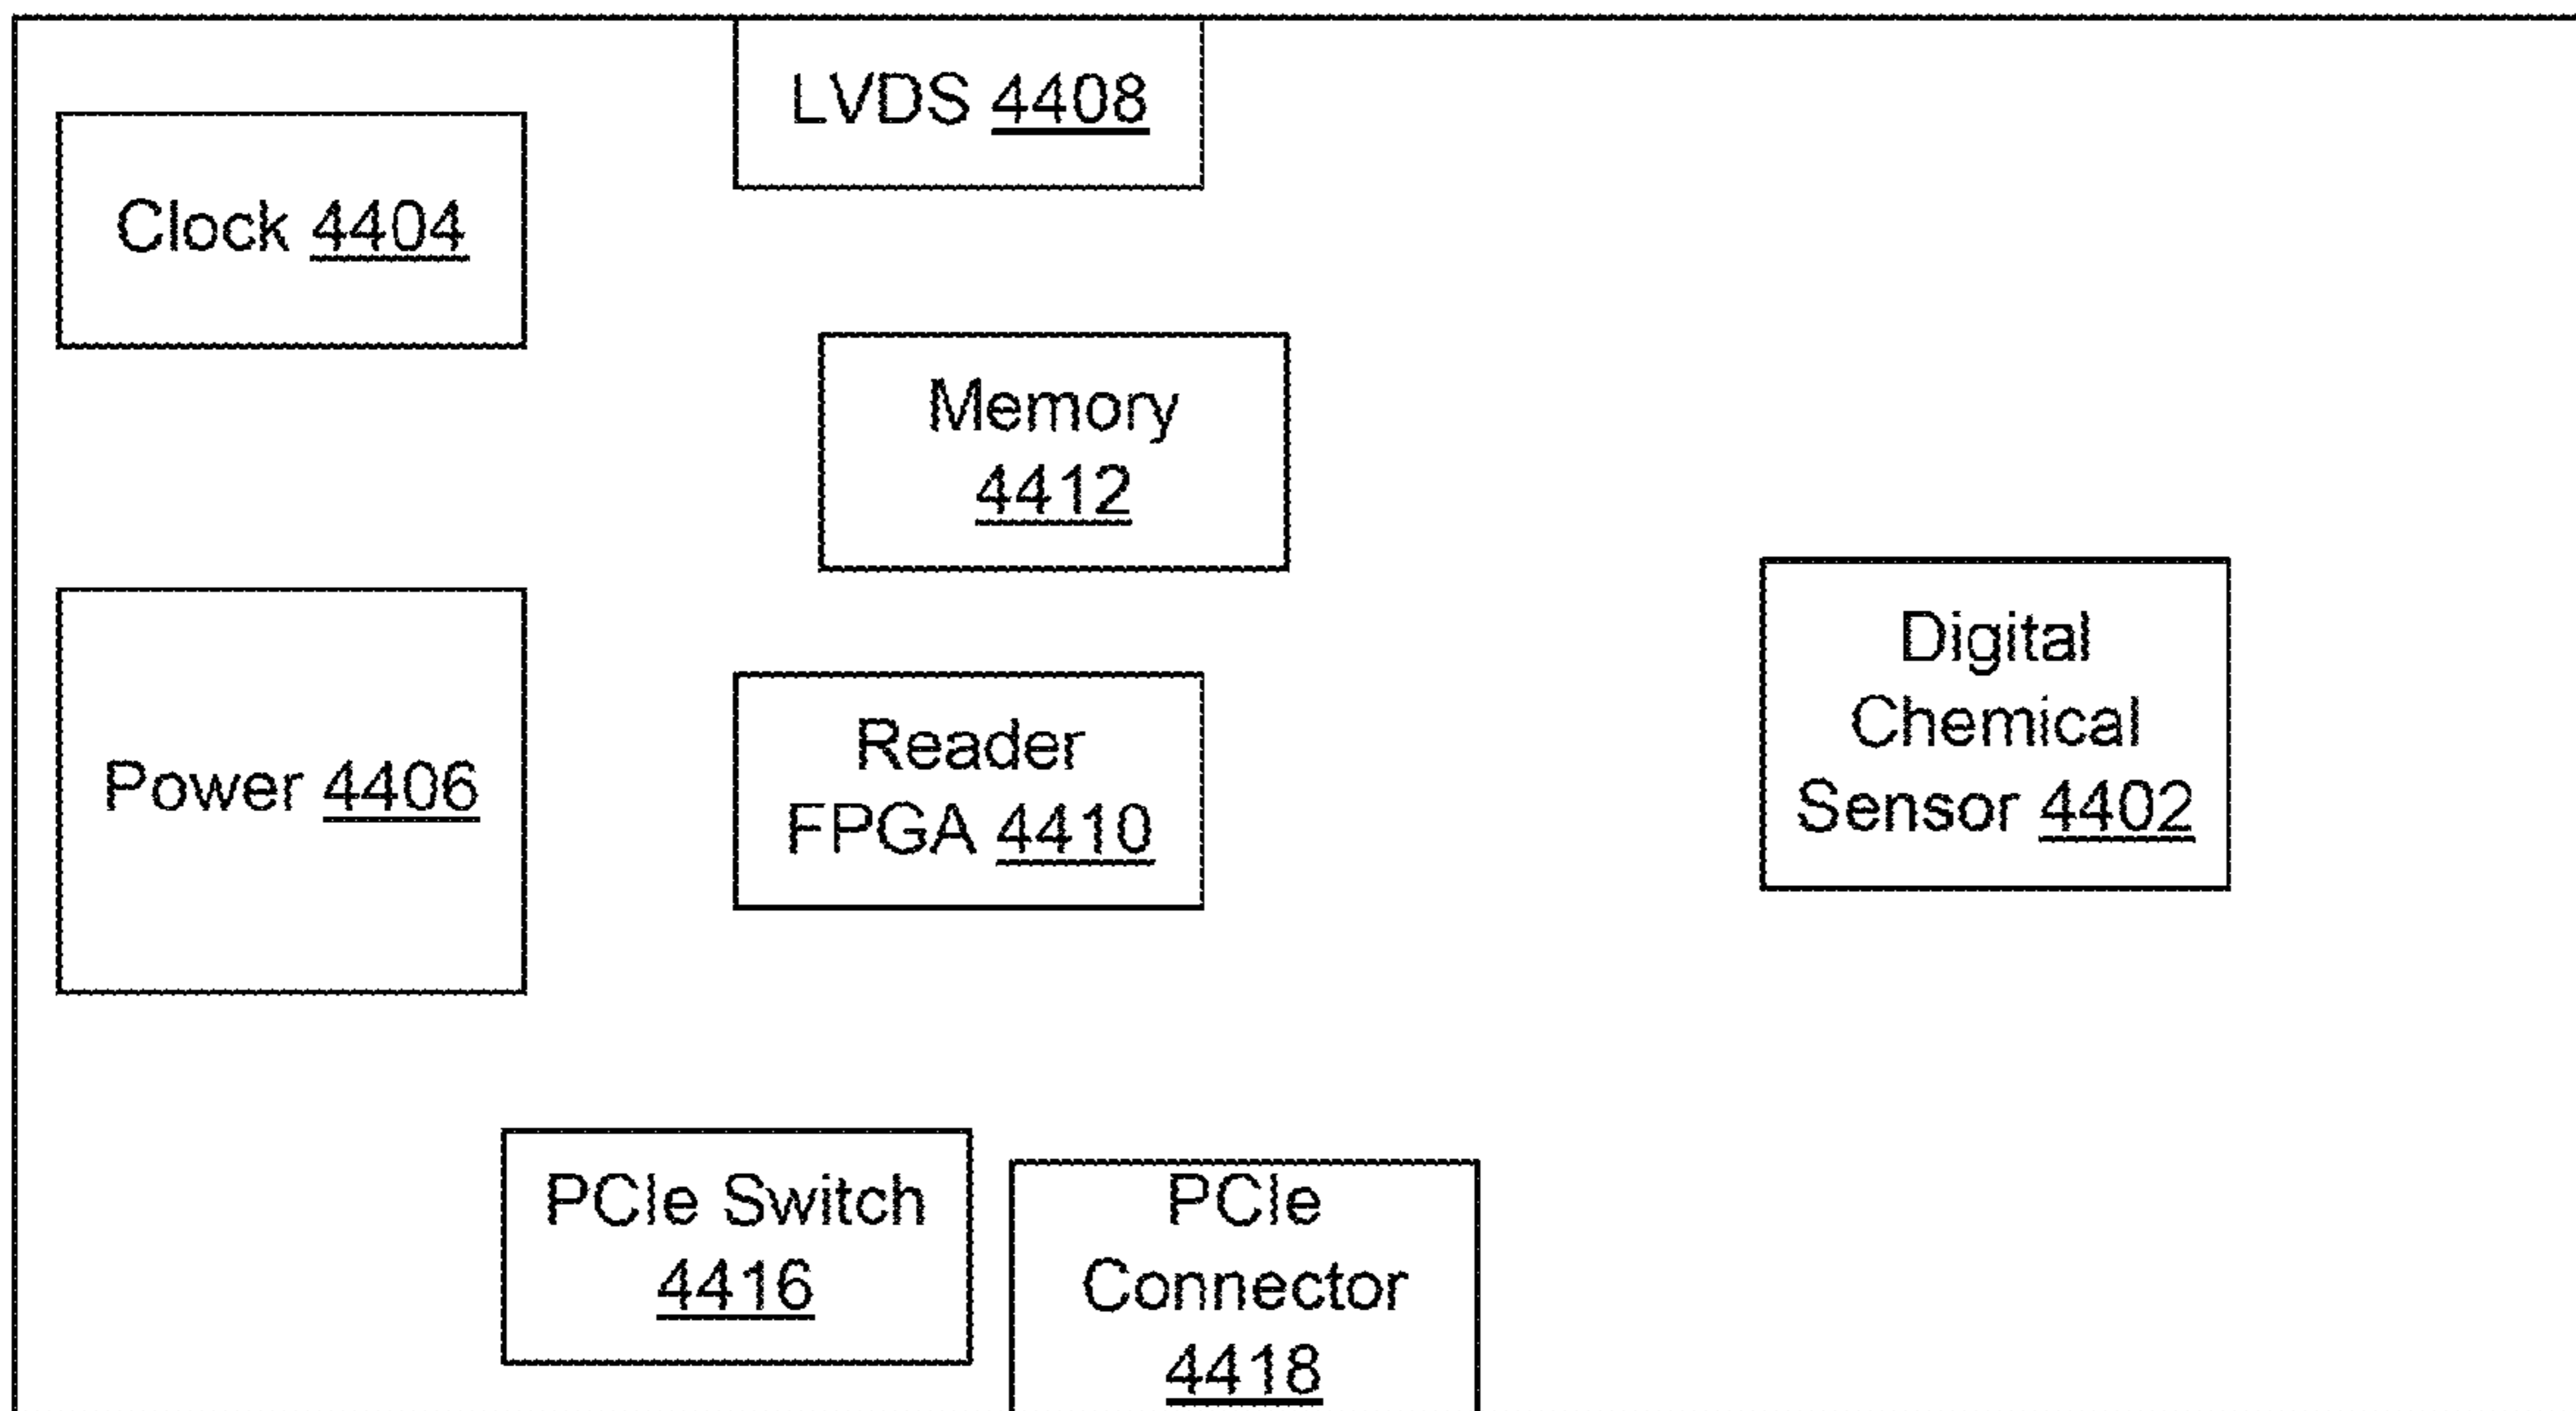 LVDS 4408
Clock 4404
Memory
4412
Digital
Chemical
Sensor 4402
Power 4406
Reader
FPGA 4410
PCIe Switch
4416
PCIe
Connector
4418